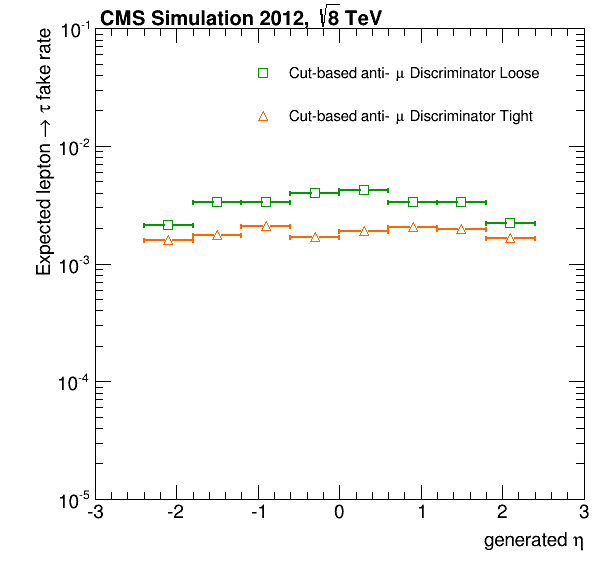 CMS Simulation 2012, √8 TeV
Expected lepton → τ fake rate
Cut-based anti- μ Discriminator Loose
Cut-based anti- μ Discriminator Tight
10⁻¹
10⁻²
10⁻³
10⁻⁴
10⁻⁵
-3 -2 -1 0 1 2 3
generated η